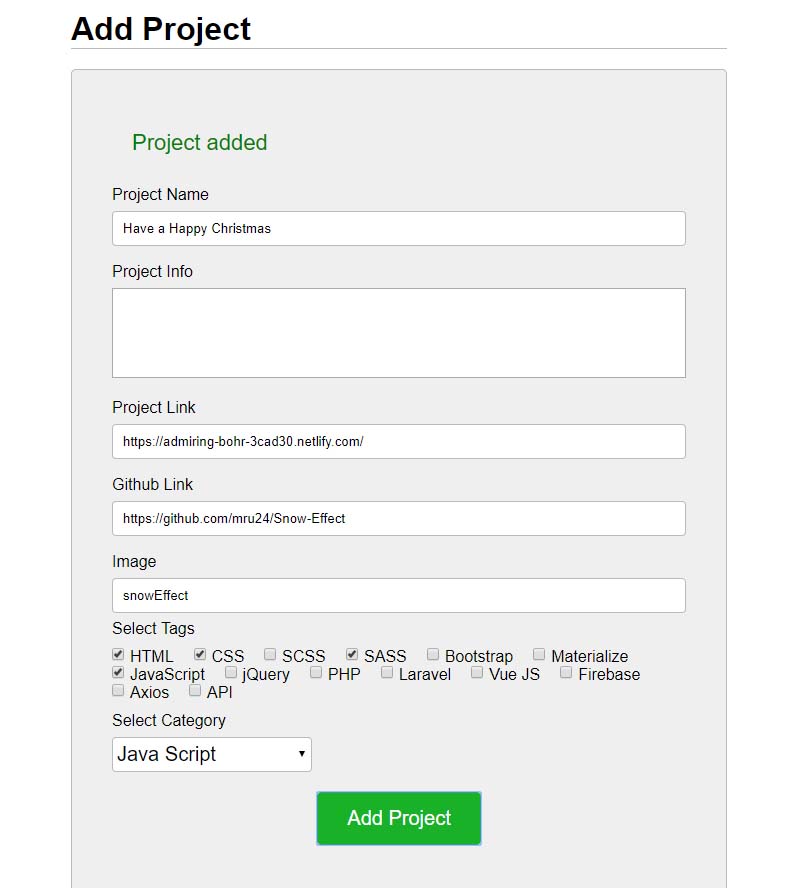 Add Project
Project added
Project Name
Have a Happy Christmas
Project Info
Project Link
https://admiring-bohr-3cad30.netlify.com/
Github Link
https://github.com/mru24/Snow-Effect
Image
snowEffect
Select Tags
HTML CSS SCSS SASS Bootstrap Materialize
JavaScript jQuery PHP Laravel Vue JS Firebase
Axios API
Select Category
Java Script
Add Project